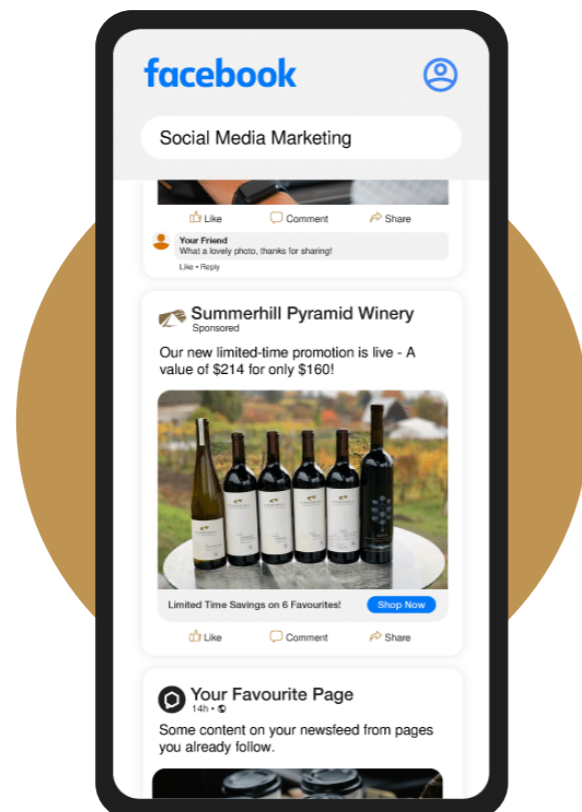 facebook
Social Media Marketing
Like Comment Share
Your Friend
What a lovely photo, thanks for sharing!
Like • Reply
Summerhill Pyramid Winery
Sponsored
Our new limited-time promotion is live - A
value of $214 for only $160!
Limited Time Savings on 6 Favourites!
Shop Now
Like Comment Share
Your Favourite Page
14h •
Some content on your newsfeed from pages
you already follow.